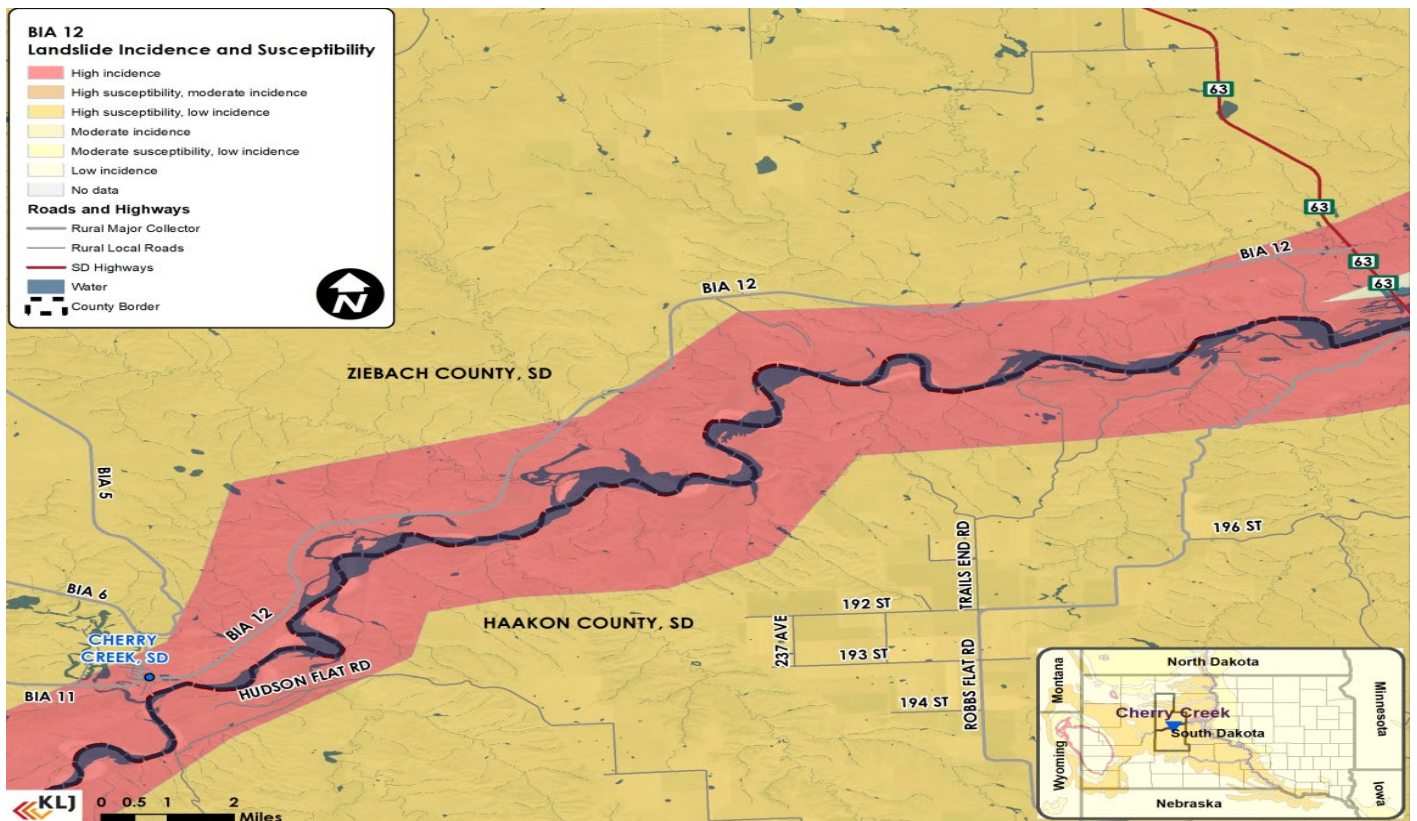 BIA 12
Landslide Incidence and Susceptibility
High incidence
High susceptibility, moderate incidence
High susceptibility, low incidence
Moderate incidence
Moderate susceptibility, low incidence
Low incidence
No data
Roads and Highways
Rural Major Collector
Rural Local Roads
SD Highways
Water
County Border
N
63
63
BIA 12
63
63
BIA 12
ZIEBACH COUNTY, SD
BIA 5
196 ST
TRAILS END RD
BIA 6
192 ST
BIA 12
HAAKON COUNTY, SD
237 AVE
CHERRY
CREEK, SD
193 ST
HUDSON FLAT RD
BIA 11
194 ST
ROBBS FLAT RD
North Dakota
Montana
Minnesota
Cherry Creek
South Dakota
Wyoming
Iowa
Nebraska
KLJ
0 0.5 1 2
Miles